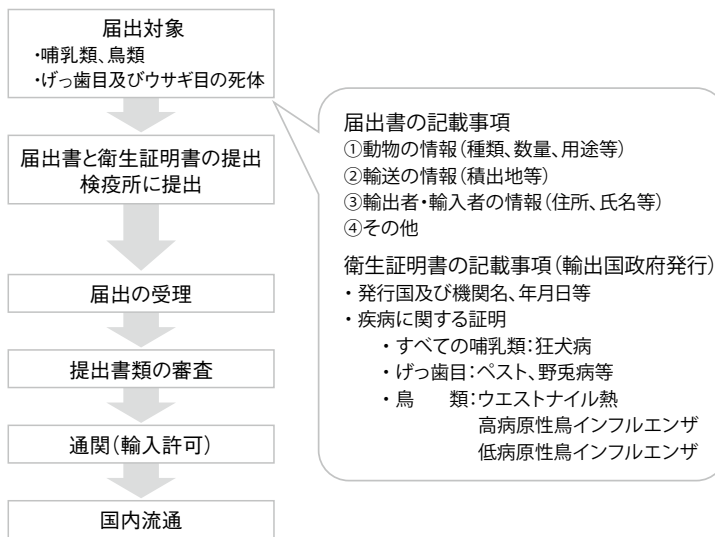 届出対象
・哺乳類、鳥類
・げっ歯目及びウサギ目の死体
届出書と衛生証明書の提出
検疫所に提出
届出の受理
提出書類の審査
通関(輸入許可)
国内流通
届出書の記載事項
①動物の情報(種類、数量、用途等)
②輸送の情報(積出地等)
③輸出者・輸入者の情報(住所、氏名等)
④その他
衛生証明書の記載事項(輸出国政府発行)
・発行国及び機関名、年月日等
・疾病に関する証明
・すべての哺乳類:狂犬病
・げっ歯目:ペスト、野兎病等
・鳥 類:ウエストナイル熱
高病原性鳥インフルエンザ
低病原性鳥インフルエンザ